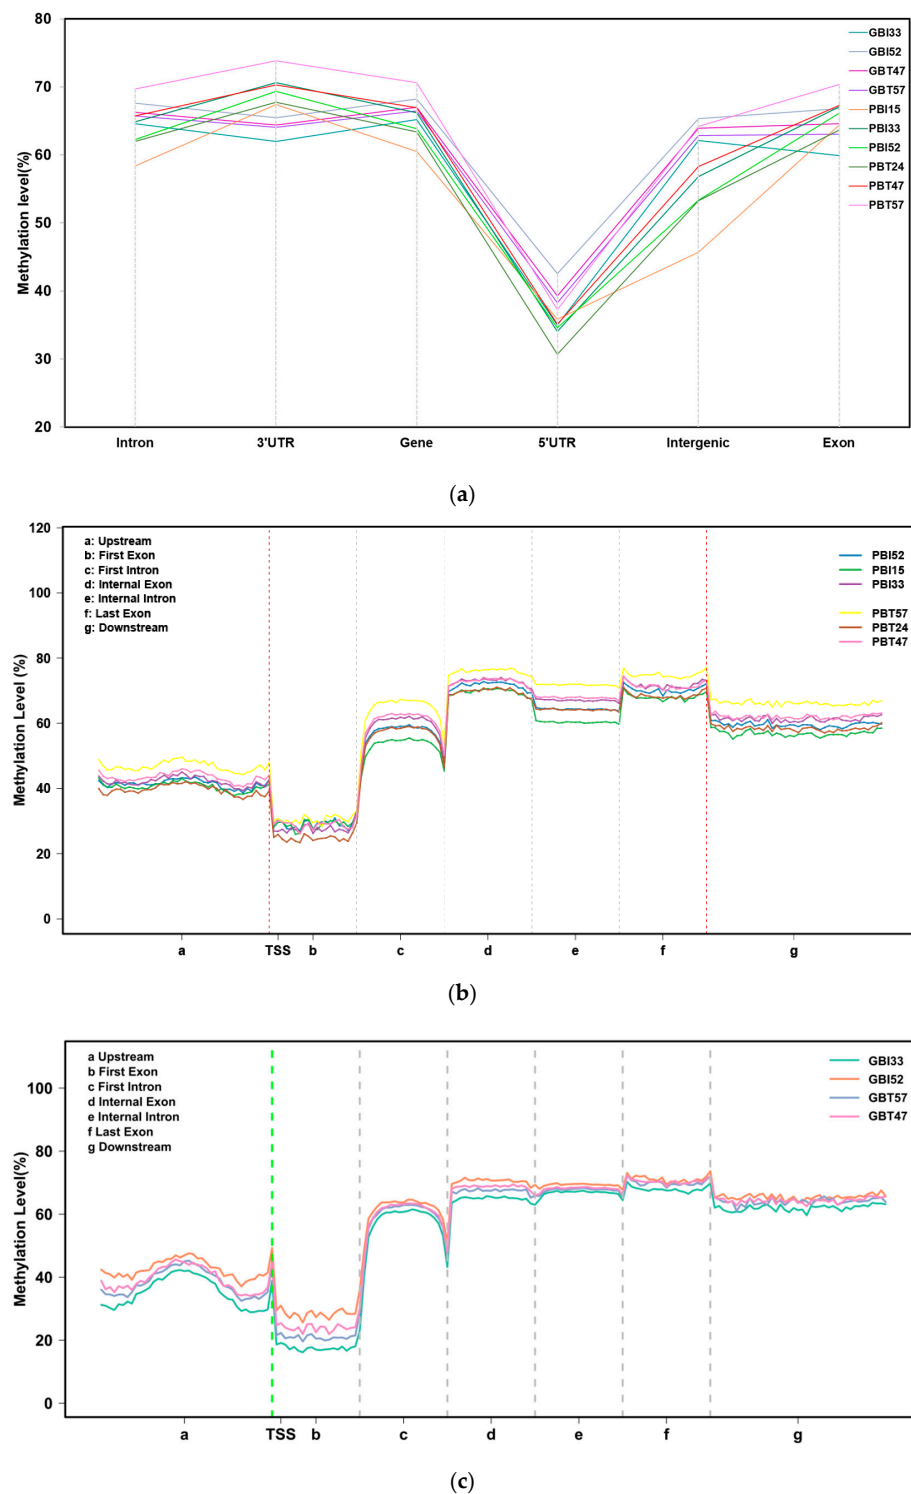 80
70
60
50
40
30
20
Methylation level(%)
Intron 3'UTR Gene 5'UTR Intergenic Exon
GBI33
GBI52
GBT47
GBT57
PBI15
PBI33
PBI52
PBT24
PBT47
PBT57
(a)
120
100
80
60
40
20
0
Methylation Level (%)
a: Upstream
b: First Exon
c: First Intron
d: Internal Exon
e: Internal Intron
f: Last Exon
g: Downstream
PBI52
PBI15
PBI33
PBT57
PBT24
PBT47
a TSS b c d e f g
(b)
100
80
60
40
20
0
Methylation Level(%)
a Upstream
b First Exon
c First Intron
d Internal Exon
e Internal Intron
f Last Exon
g Downstream
GBI33
GBI52
GBT57
GBT47
a TSS b c d e f g
(c)